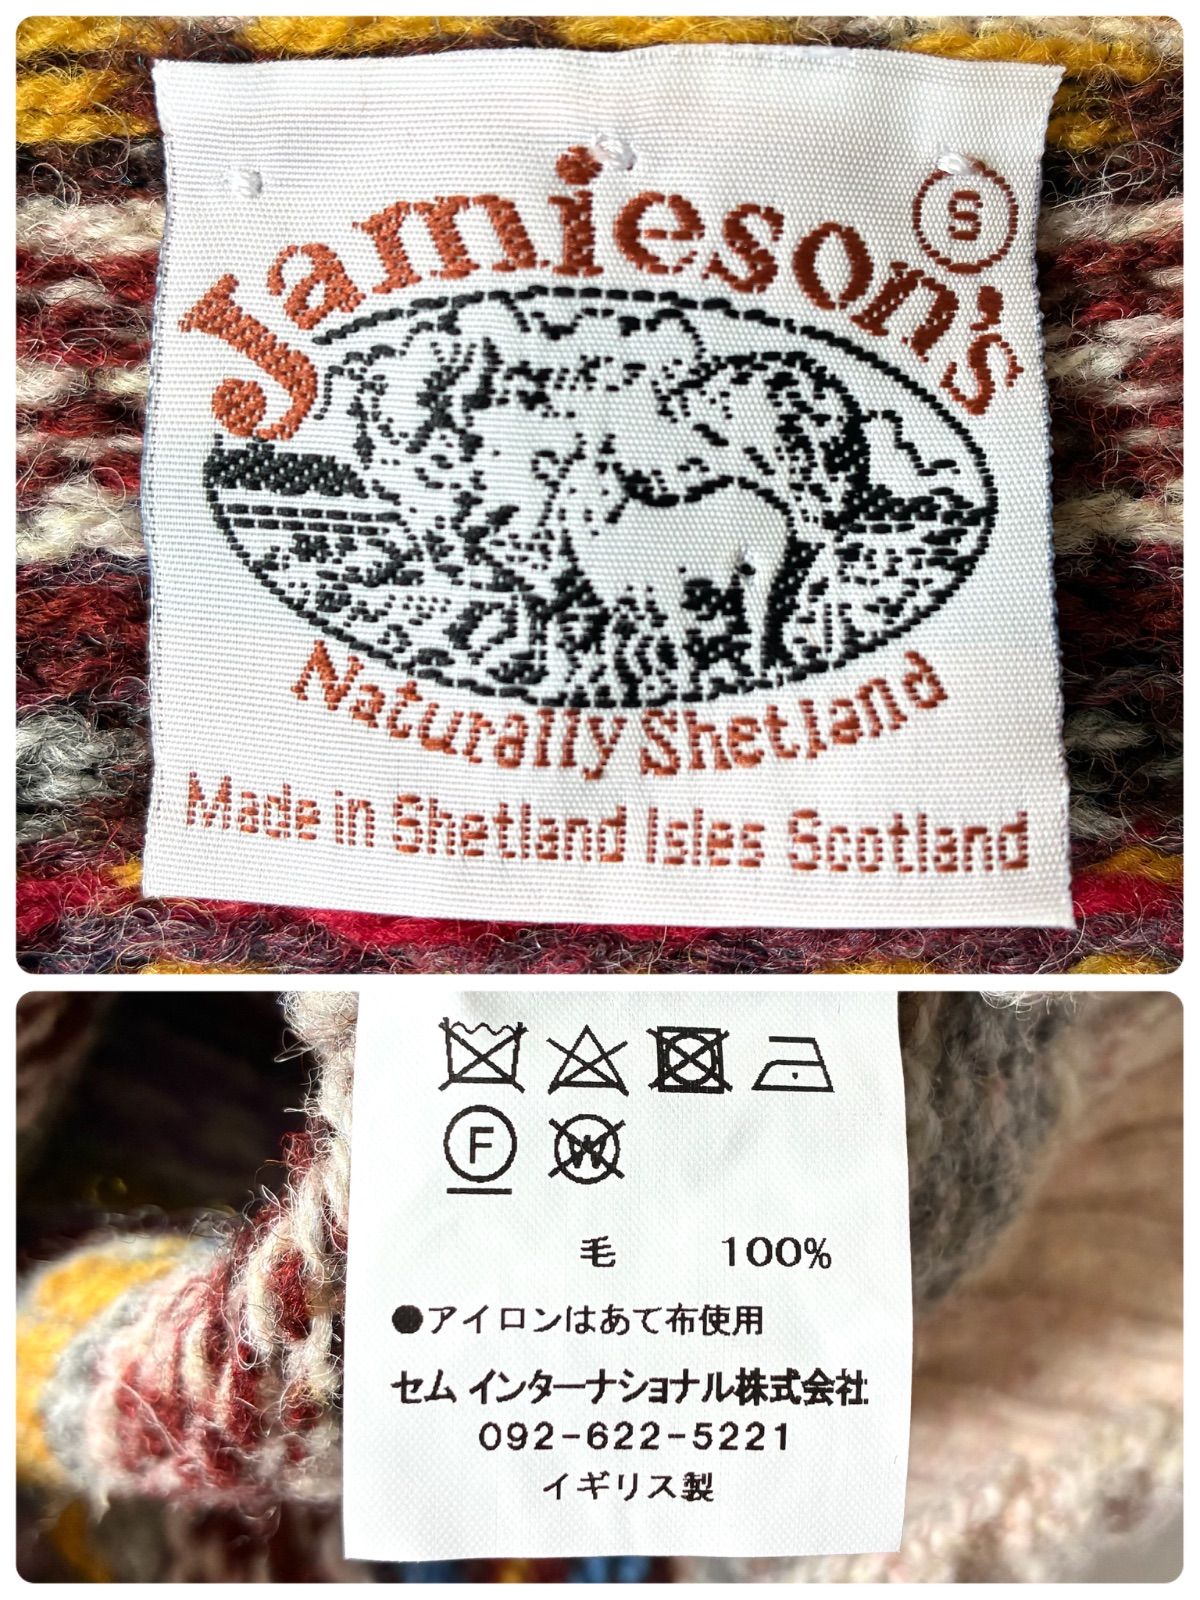 Jamieson's
S
Naturally Shetland
Made in Shetland Isles Scotland
F
W
毛 100%
●アイロンはあて布使用
セム インターナショナル株式会社
092-622-5221
イギリス製